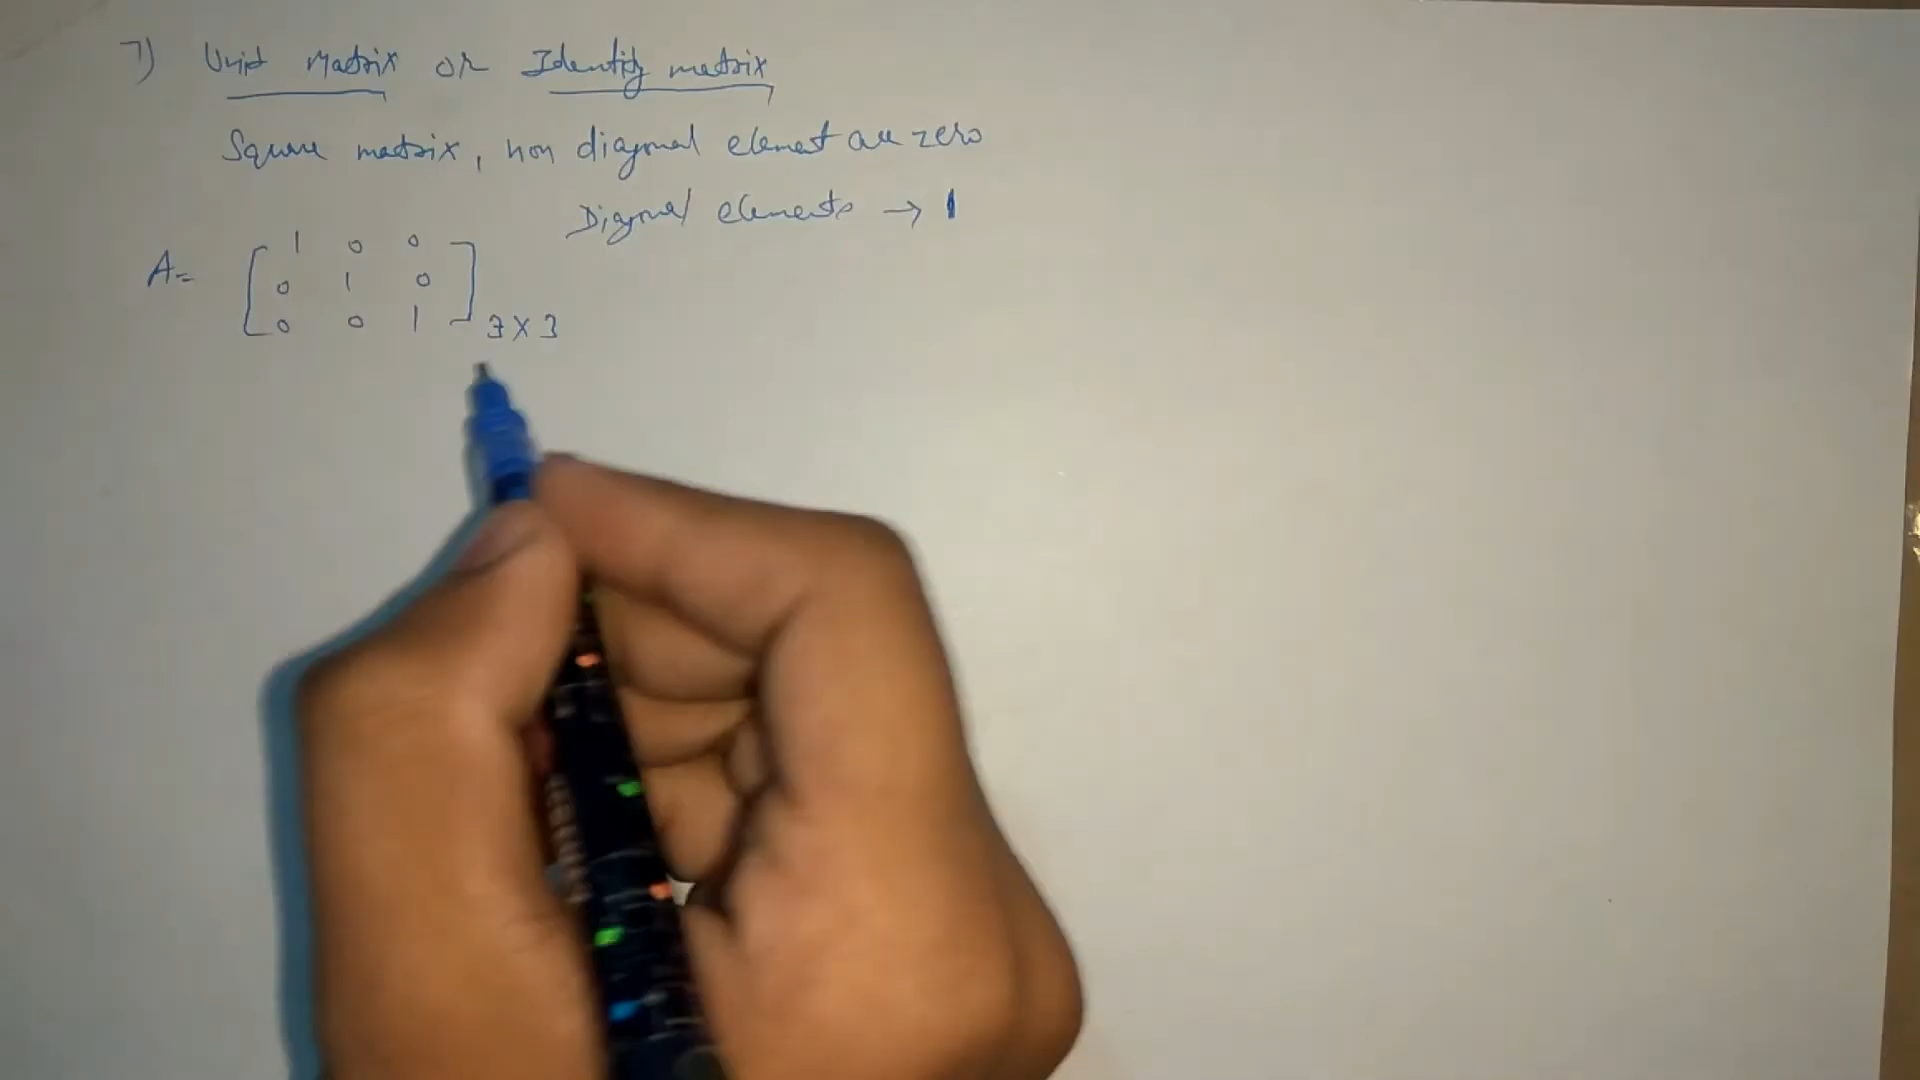 7) Unit Matrix or Identity matrix
Square matrix, non diagonal element are zero
Diagonal elements → 1
A= [ 1 0 0
0 1 0
0 0 1 ] 3 x 3